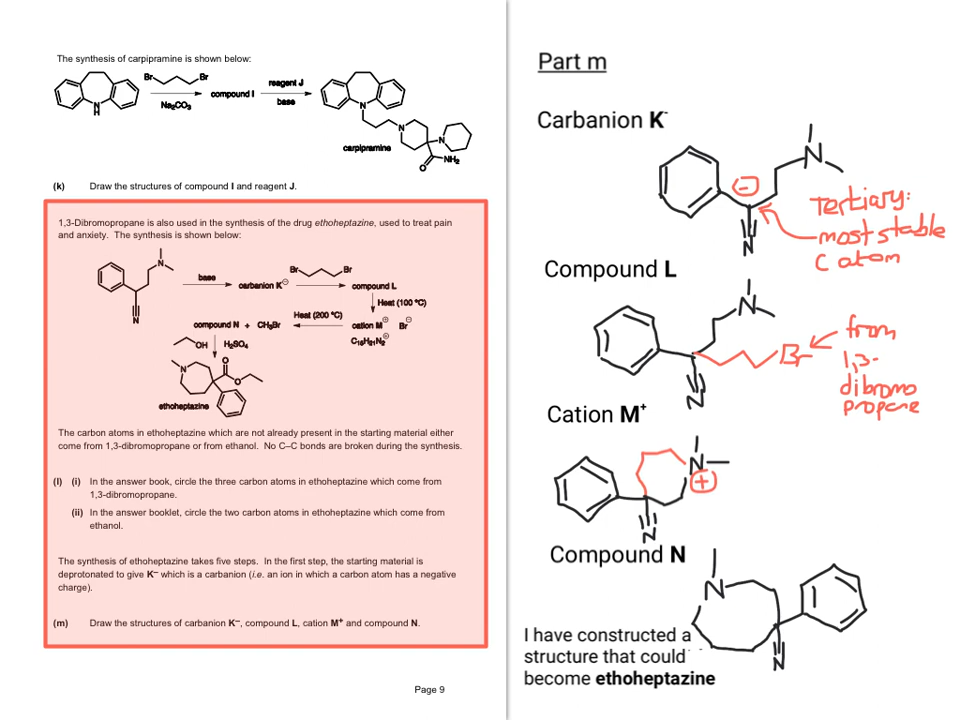 The synthesis of carpipramine is shown below:
Br Br
reagent J
compound I
Na₂CO₃
base
N
H
N
N
N
carpipramine
O
NH₂
(k) Draw the structures of compound I and reagent J.
1,3-Dibromopropane is also used in the synthesis of the drug ethoheptazine, used to treat pain
and anxiety. The synthesis is shown below:
N
N
base
carbanion K⊖
Br Br
compound L
Heat (100 °C)
compound N + CH₃Br
Heat (200 °C)
cation M⊕ Br⊖
C₁₆H₂₁N₂⊕
OH
H₂SO₄
N
O
O
ethoheptazine
The carbon atoms in ethoheptazine which are not already present in the starting material either
come from 1,3-dibromopropane or from ethanol. No C–C bonds are broken during the synthesis.
(l) (i) In the answer book, circle the three carbon atoms in ethoheptazine which come from
1,3-dibromopropane.
(ii) In the answer booklet, circle the two carbon atoms in ethoheptazine which come from
ethanol.
The synthesis of ethoheptazine takes five steps. In the first step, the starting material is
deprotonated to give K⁻ which is a carbanion (i.e. an ion in which a carbon atom has a negative
charge).
(m) Draw the structures of carbanion K⁻, compound L, cation M⁺ and compound N.
Page 9
Part m
Carbanion K⁻
N
−
N
Tertiary:
most stable
C atom
Compound L
N
Br
N
from
1,3-
dibromo
propane
Cation M⁺
N
+
N
Compound N
N
N
I have constructed a
structure that could
become ethoheptazine